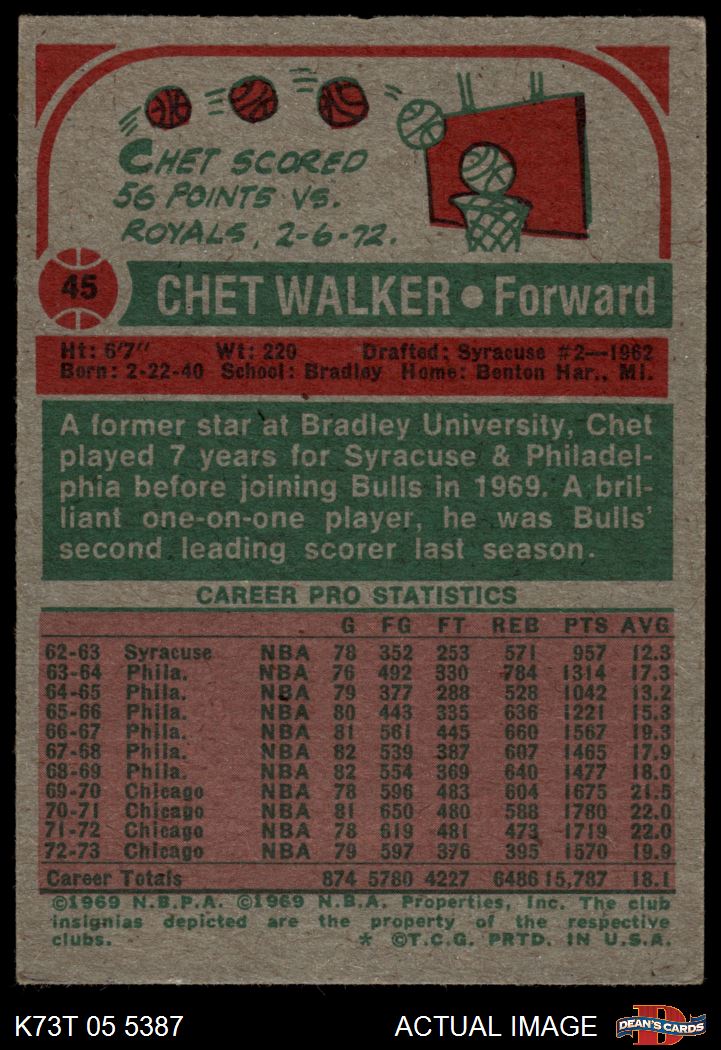 CHET SCORED
56 POINTS VS.
ROYALS, 2-6-72.
45
CHET WALKER • Forward
Ht: 6'7" Wt: 220 Drafted: Syracuse #2—1962
Born: 2-22-40 School: Bradley Home: Benton Har., MI.
A former star at Bradley University, Chet
played 7 years for Syracuse & Philadel-
phia before joining Bulls in 1969. A bril-
liant one-on-one player, he was Bulls'
second leading scorer last season.
CAREER PRO STATISTICS
G FG FT REB PTS AVG
62-63 Syracuse NBA 78 352 253 571 957 12.3
63-64 Phila. NBA 76 492 330 784 1314 17.3
64-65 Phila. NBA 79 377 288 528 1042 13.2
65-66 Phila. NBA 80 443 335 636 1221 15.3
66-67 Phila. NBA 81 561 445 660 1567 19.3
67-68 Phila. NBA 82 539 387 607 1465 17.9
68-69 Phila. NBA 82 554 369 640 1477 18.0
69-70 Chicago NBA 78 596 483 604 1675 21.5
70-71 Chicago NBA 81 650 480 588 1780 22.0
71-72 Chicago NBA 78 619 481 473 1719 22.0
72-73 Chicago NBA 79 597 376 395 1570 19.9
Career Totals 874 5780 4227 6486 15,787 18.1
©1969 N.B.P.A. ©1969 N.B.A. Properties, Inc. The club
insignias depicted are the property of the respective
clubs. * ©T.C.G. PRTD. IN U.S.A.
K73T 05 5387 ACTUAL IMAGE D DEAN'S CARDS